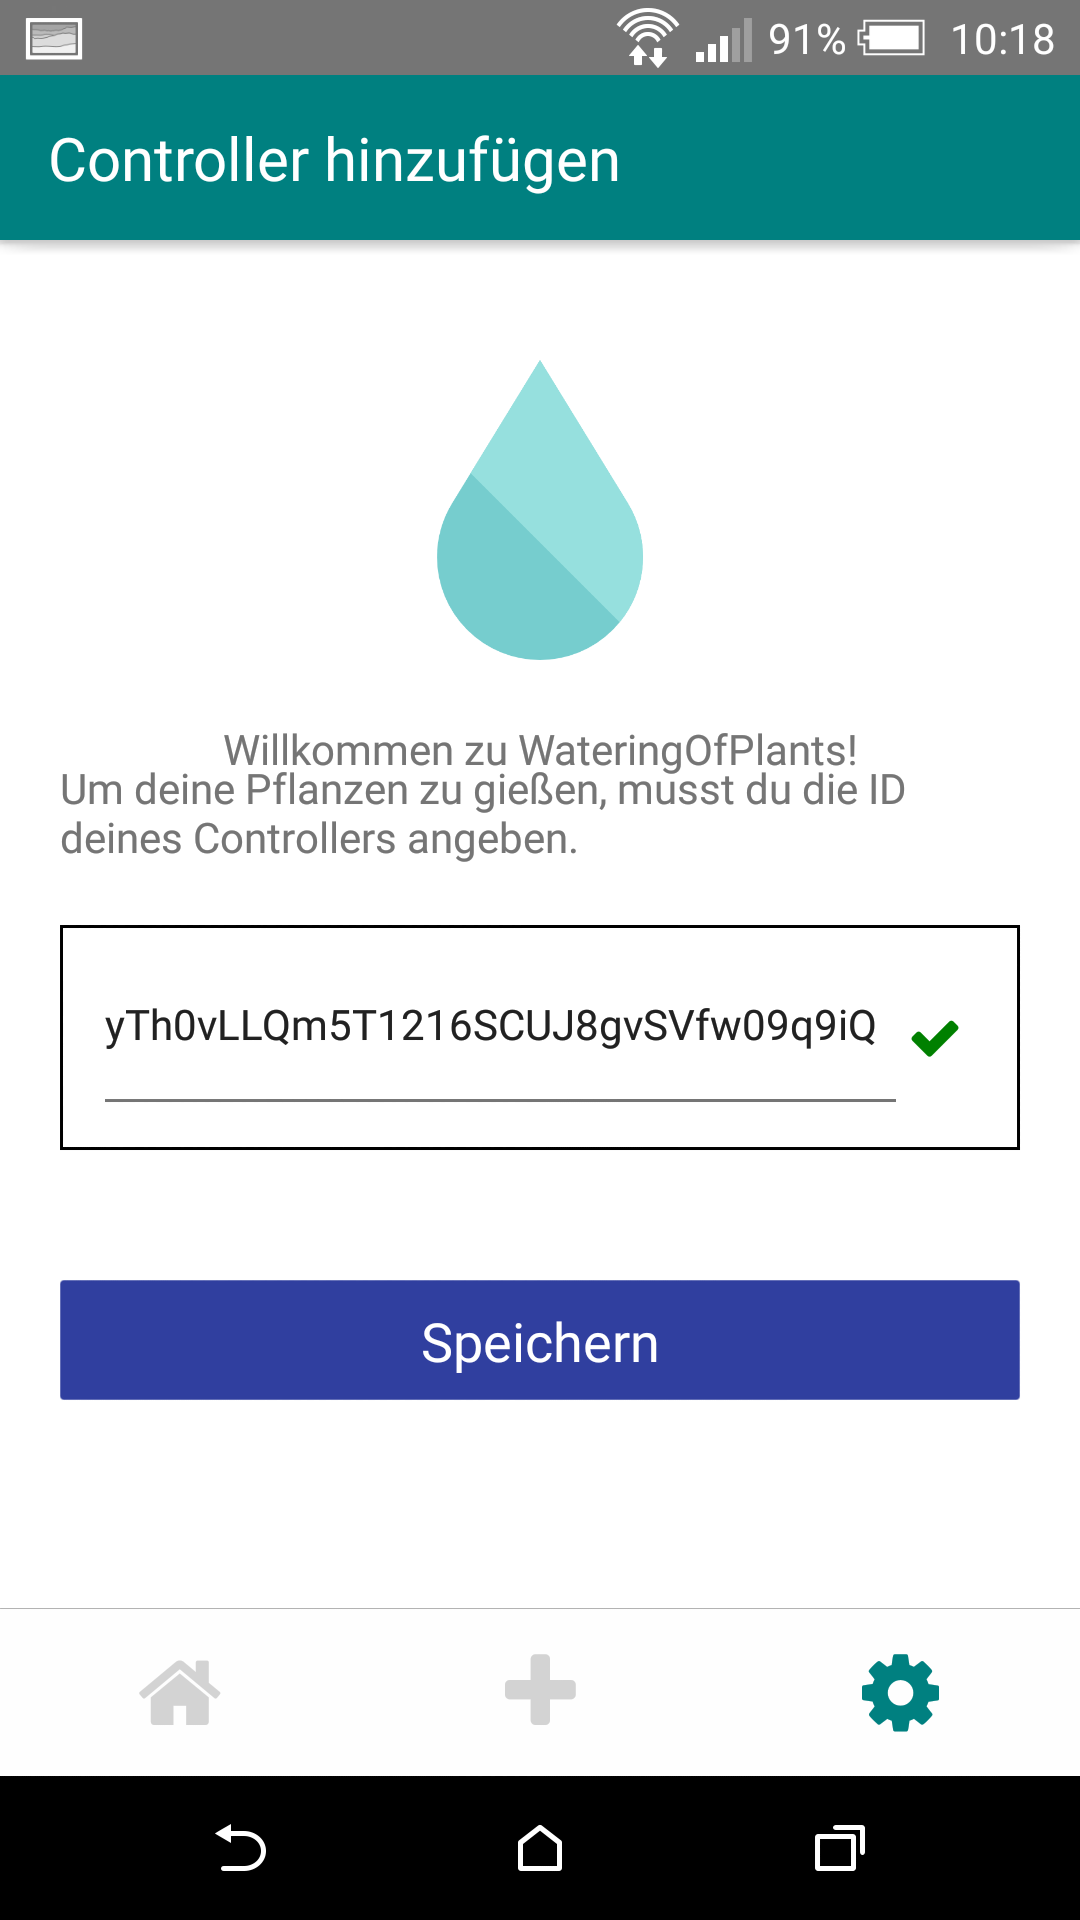 91% 10:18
Controller hinzufügen
Willkommen zu WateringOfPlants!
Um deine Pflanzen zu gießen, musst du die ID
deines Controllers angeben.
yTh0vLLQm5T1216SCUJ8gvSVfw09q9iQ
Speichern